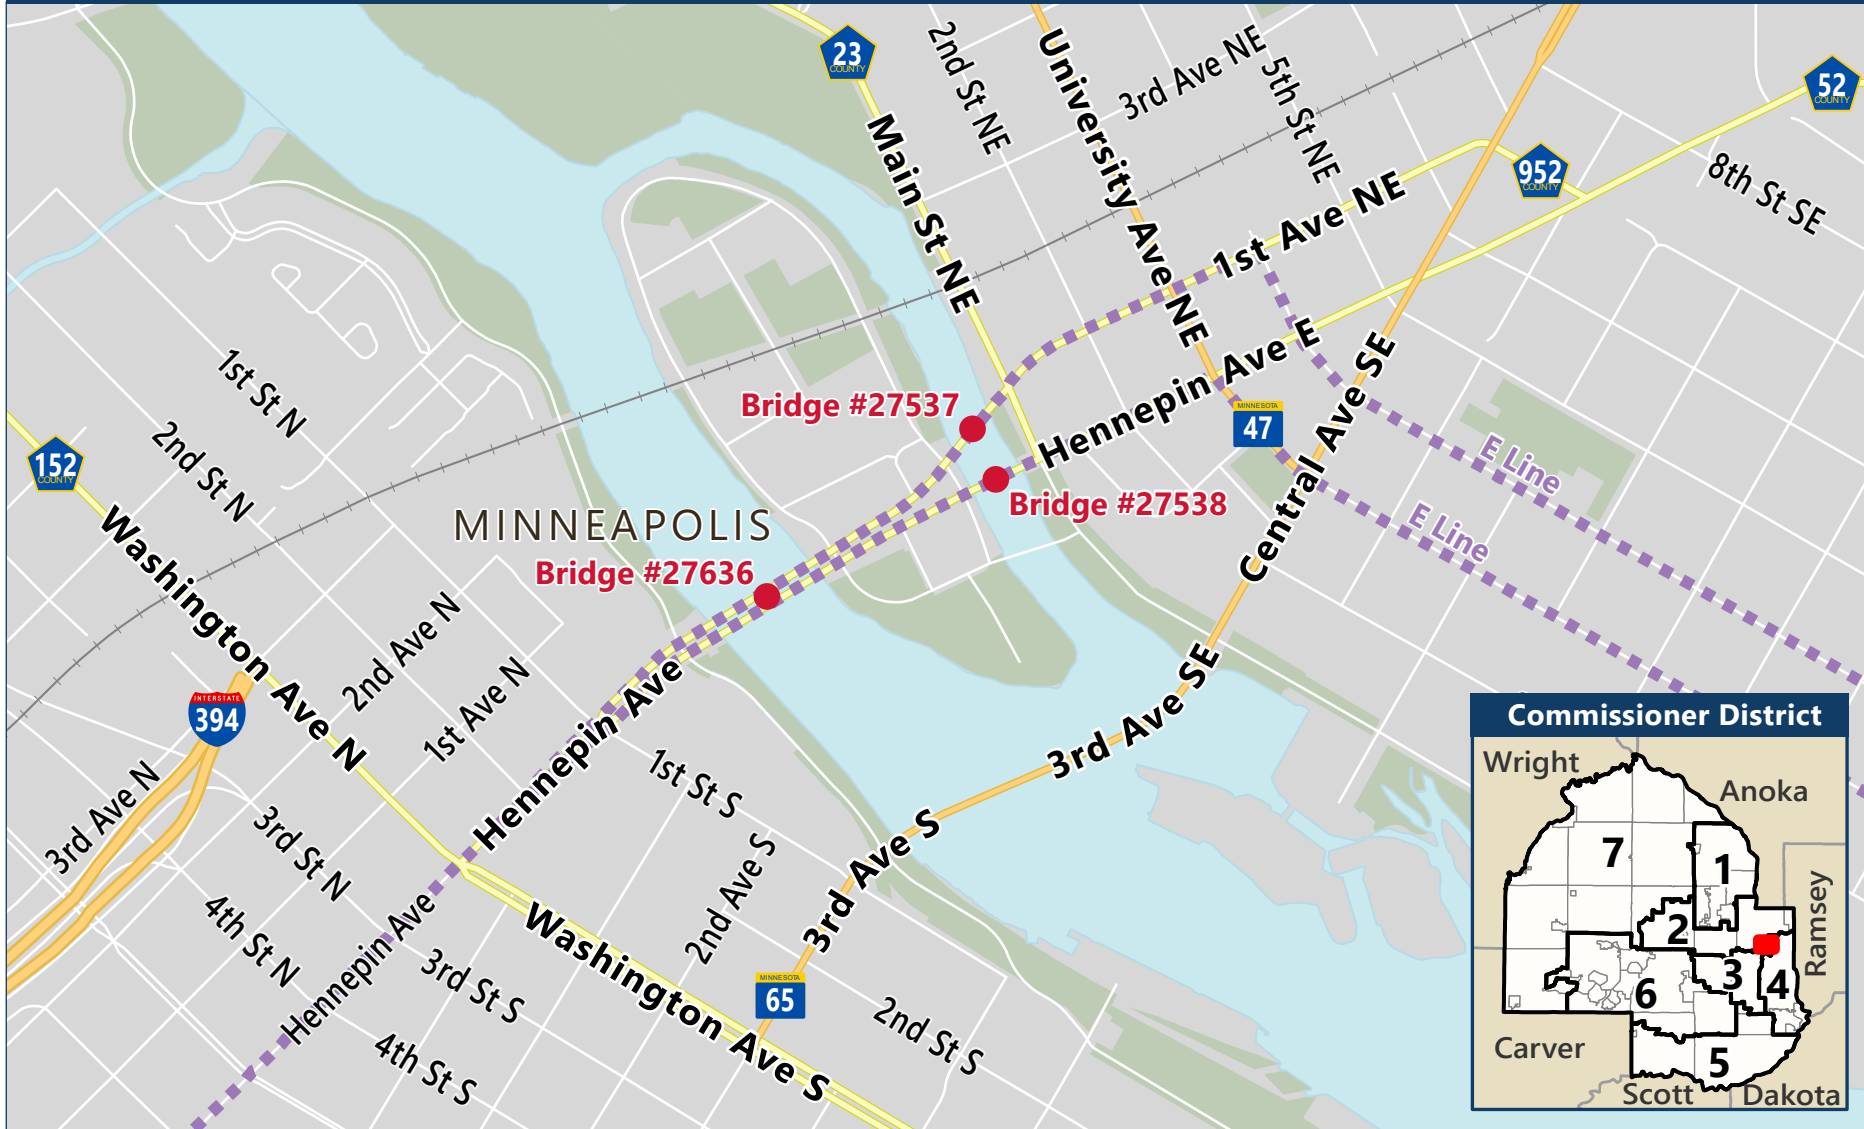 23
COUNTY
2nd St NE
University Ave NE
3rd Ave NE
5th St NE
52
COUNTY
Main St NE
952
COUNTY
8th St SE
1st Ave NE
1st St N
Bridge #27537
Hennepin Ave E
MINNESOTA
47
Central Ave SE
152
COUNTY
2nd St N
E Line
Bridge #27538
MINNEAPOLIS
E Line
Bridge #27636
Washington Ave N
2nd Ave N
1st Ave N
INTERSTATE
394
Hennepin Ave
3rd Ave SE
3rd Ave N
1st St S
3rd St N
3rd Ave S
2nd Ave S
4th St N
Hennepin Ave
3rd St S
Washington Ave S
MINNESOTA
65
2nd St S
4th St S
Commissioner District
Wright
Anoka
7
1
2
Ramsey
3
4
6
Carver
5
Scott
Dakota